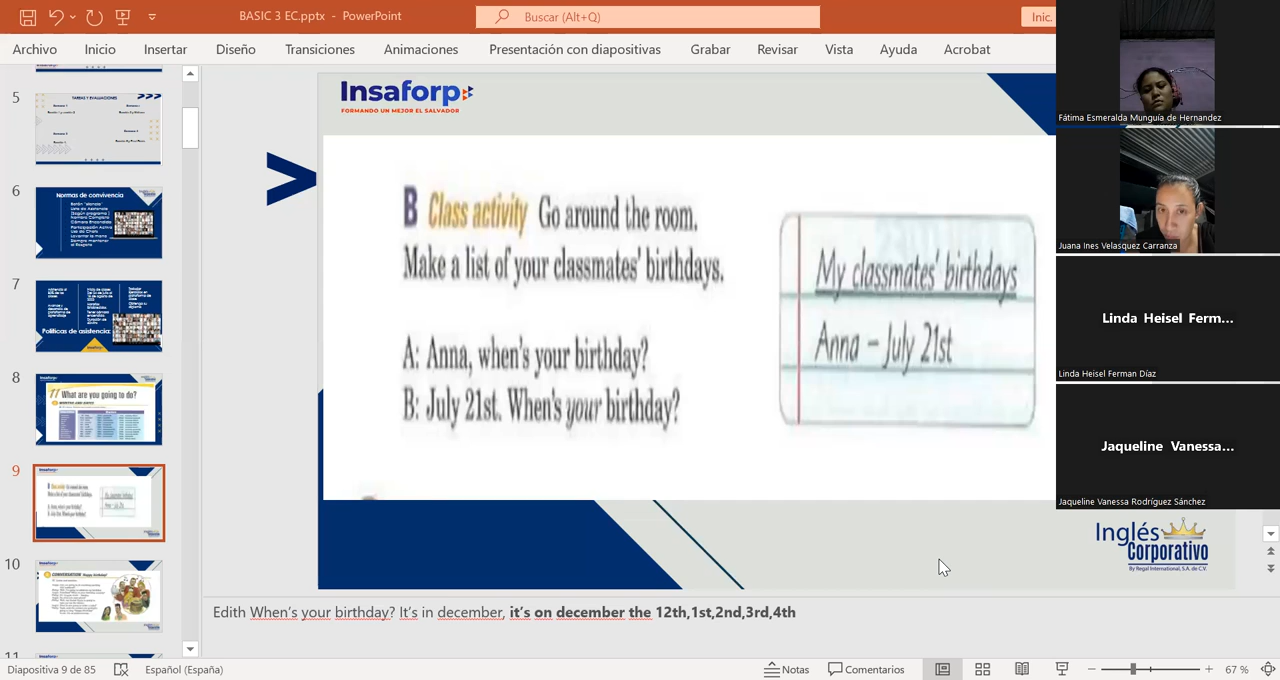 BASIC 3 EC.pptx - PowerPoint
Buscar (Alt+Q)
Inic.
Archivo Inicio Insertar Diseño Transiciones Animaciones Presentación con diapositivas Grabar Revisar Vista Ayuda Acrobat
5
TAREAS Y EVALUACIONES
6
Normas de convivencia
7
Políticas de asistencia:
8
What are you going to do?
9
10
CONVERSATION Happy birthday!
11
Insaforp
FORMANDO UN MEJOR EL SALVADOR
B Class activity Go around the room.
Make a list of your classmates' birthdays.
A: Anna, when's your birthday?
B: July 21st. When's your birthday?
My classmates' birthdays
Anna – July 21st
Inglés
Corporativo
By Regal International, S.A. de C.V.
Fátima Esmeralda Munguía de Hernandez
Juana Ines Velasquez Carranza
Linda Heisel Ferm...
Linda Heisel Ferman Díaz
Jaqueline Vanessa...
Jaqueline Vanessa Rodríguez Sánchez
Edith When's your birthday? It's in december, it's on december the 12th,1st,2nd,3rd,4th
Diapositiva 9 de 85 Español (España) Notas Comentarios 67 %